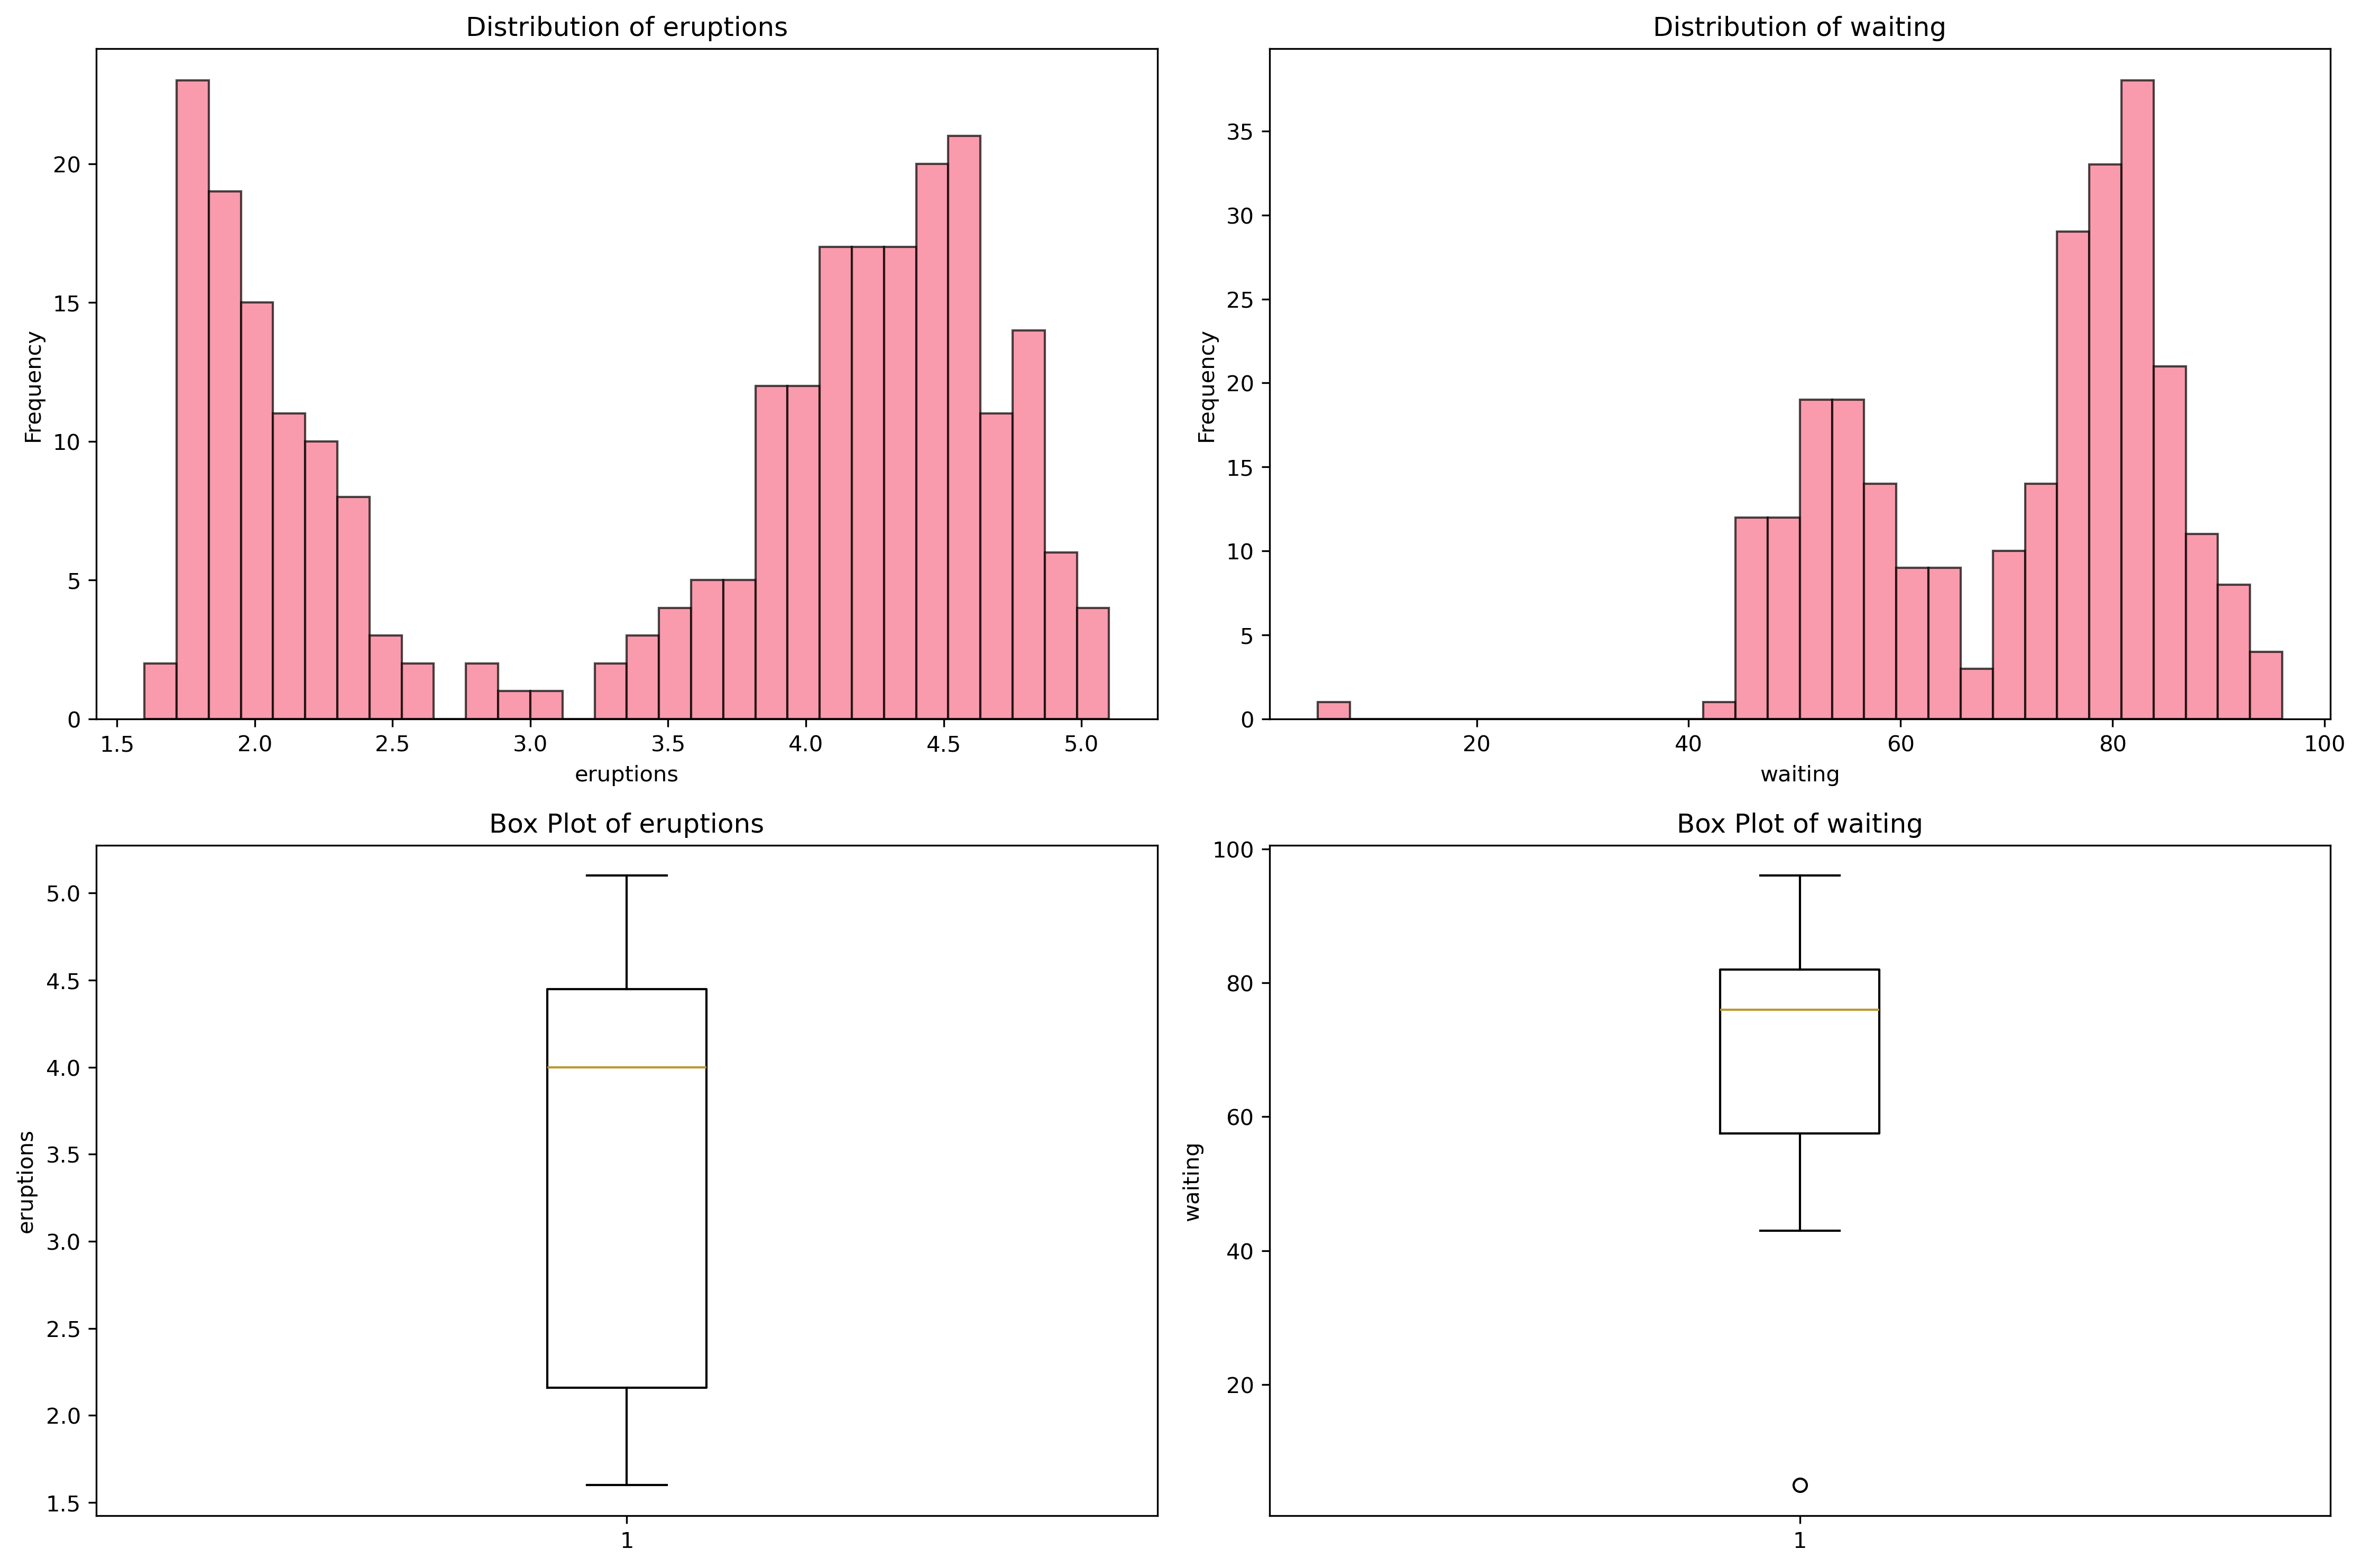 Distribution of eruptions
Frequency
20
15
10
5
0
1.5 2.0 2.5 3.0 3.5 4.0 4.5 5.0
eruptions
Distribution of waiting
Frequency
35
30
25
20
15
10
5
0
20 40 60 80 100
waiting
Box Plot of eruptions
eruptions
5.0
4.5
4.0
3.5
3.0
2.5
2.0
1.5
1
Box Plot of waiting
waiting
100
80
60
40
20
1